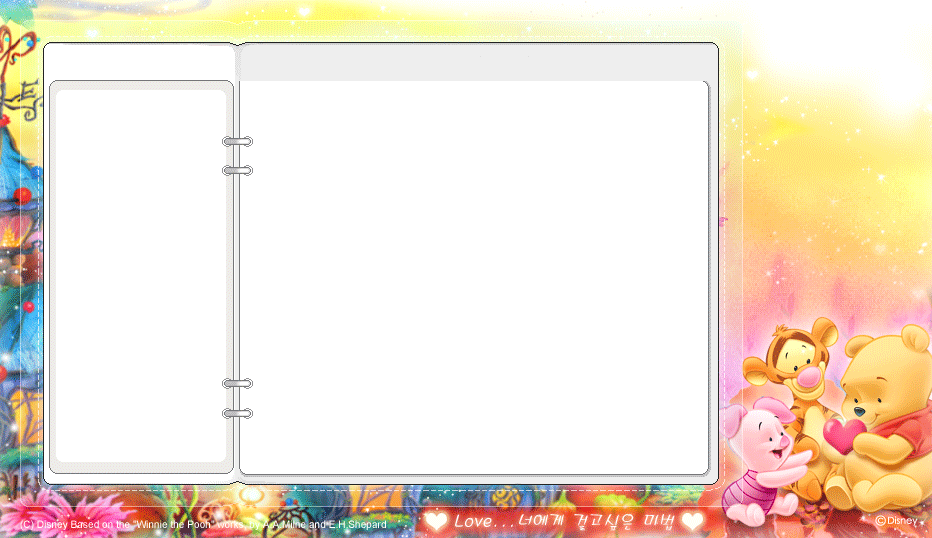 (C) Disney Based on the "Winnie the Pooh" works, by A.A.Milne and E.H.Shepard
Love...너에게 걸고싶은 마법
©Disney